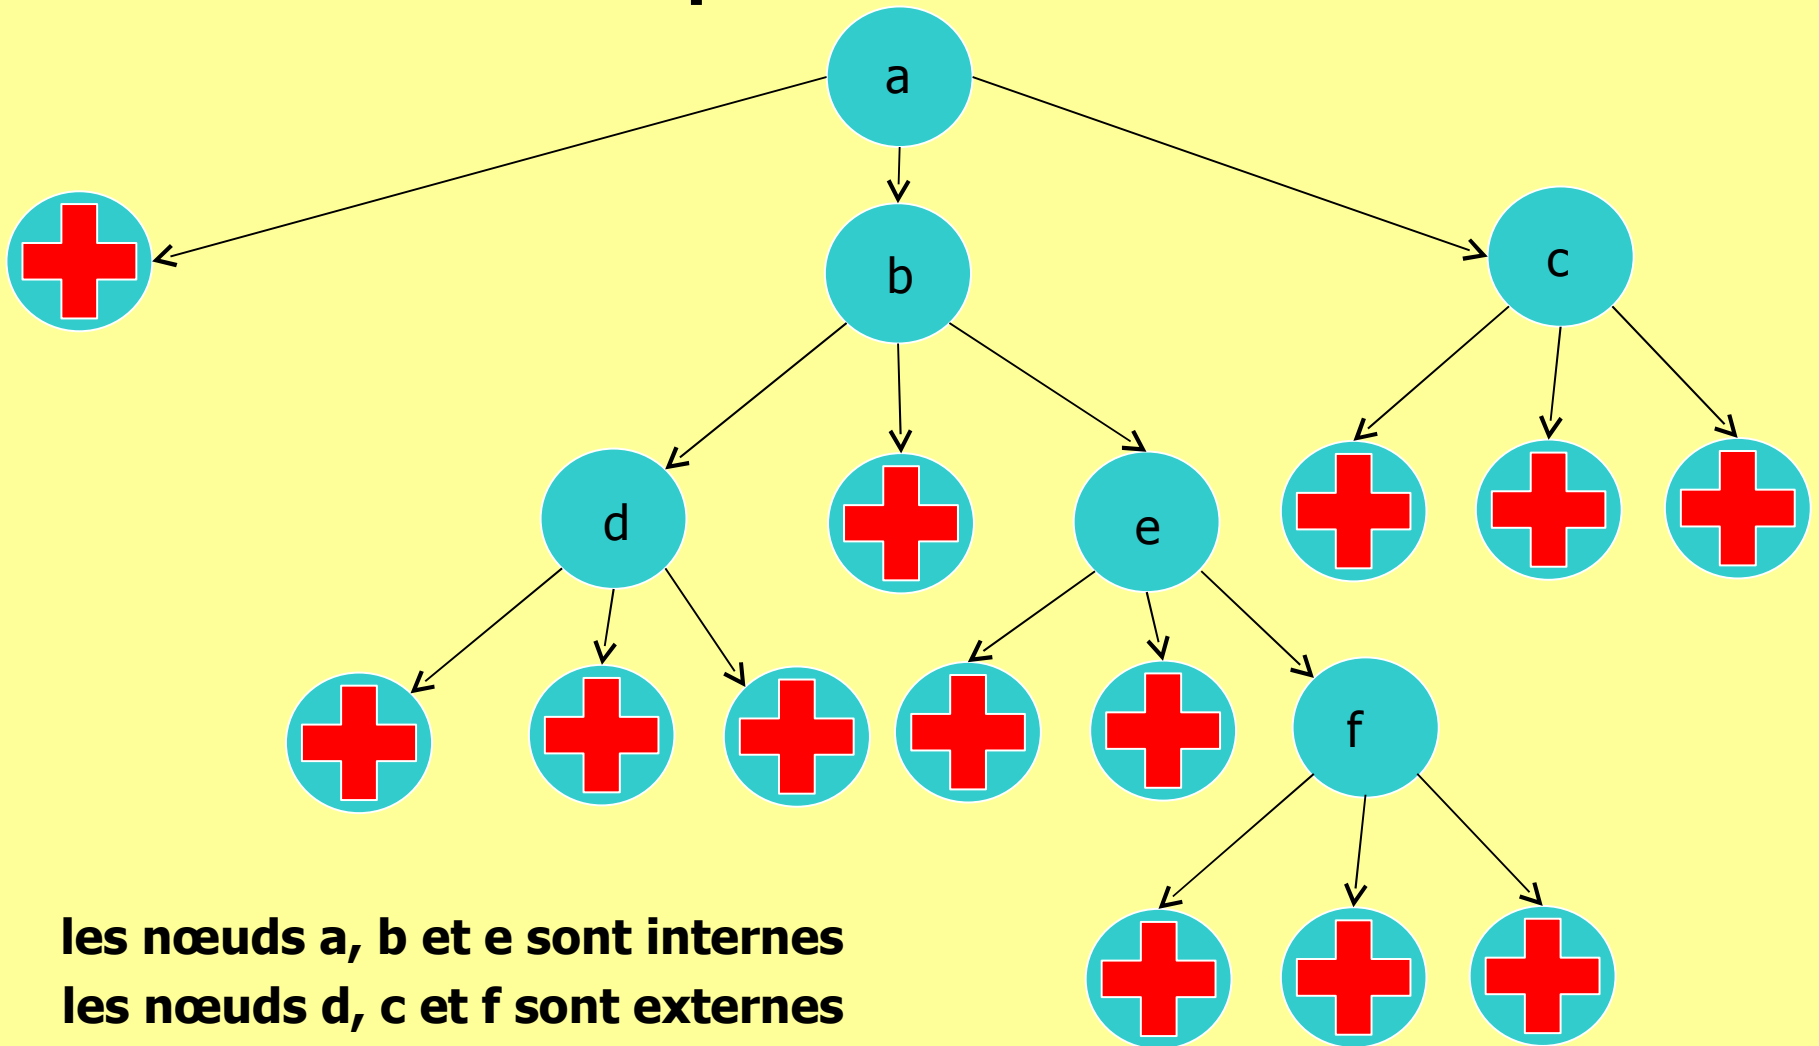 a
b
c
d
e
f
les nœuds a, b et e sont internes
les nœuds d, c et f sont externes